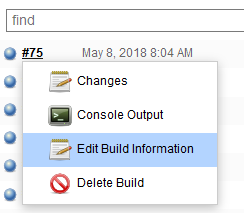 find
#75 May 8, 2018 8:04 AM
Changes
Console Output
Edit Build Information
Delete Build